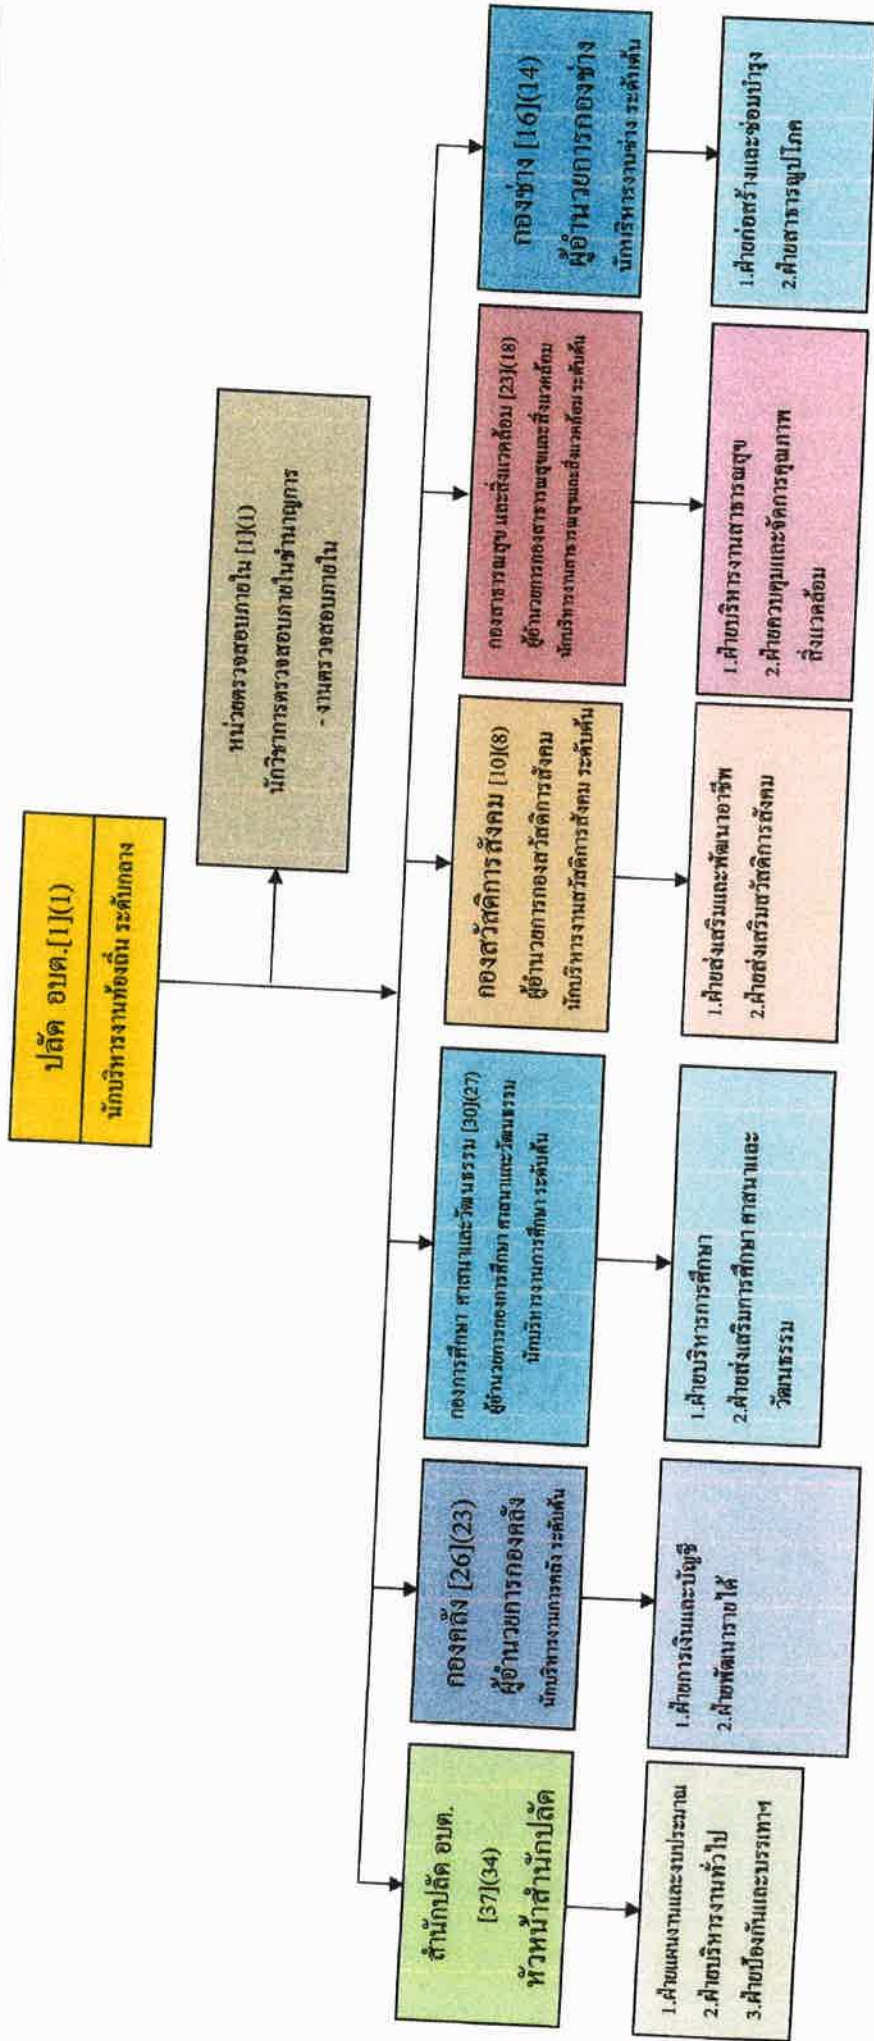 ปลัด อบต.[1](1)
นักบริหารงานท้องถิ่น ระดับกลาง
หน่วยตรวจสอบภายใน [1](1)
นักวิชาการตรวจสอบภายในชำนาญการ
- งานตรวจสอบภายใน
สำนักปลัด อบต.
[37](34)
หัวหน้าสำนักปลัด
กองคลัง [26](23)
ผู้อำนวยการกองคลัง
นักบริหารงานการคลัง ระดับต้น
กองการศึกษา ศาสนาและวัฒนธรรม [30](27)
ผู้อำนวยการกองการศึกษา ศาสนาและวัฒนธรรม
นักบริหารงานการศึกษา ระดับต้น
กองสวัสดิการสังคม [10](8)
ผู้อำนวยการกองสวัสดิการสังคม
นักบริหารงานสวัสดิการสังคม ระดับต้น
กองสาธารณสุข และสิ่งแวดล้อม [23](18)
ผู้อำนวยการกองสาธารณสุขและสิ่งแวดล้อม
นักบริหารงานสาธารณสุขและสิ่งแวดล้อม ระดับต้น
กองช่าง [16](14)
ผู้อำนวยการกองช่าง
นักบริหารงานช่าง ระดับต้น
1.ฝ่ายแผนงานและงบประมาณ
2.ฝ่ายบริหารงานทั่วไป
3.ฝ่ายป้องกันและบรรเทาฯ
1.ฝ่ายการเงินและบัญชี
2.ฝ่ายพัฒนารายได้
1.ฝ่ายบริหารการศึกษา
2.ฝ่ายส่งเสริมการศึกษา ศาสนาและ
วัฒนธรรม
1.ฝ่ายส่งเสริมและพัฒนาอาชีพ
2.ฝ่ายส่งเสริมสวัสดิการสังคม
1.ฝ่ายบริหารงานสาธารณสุข
2.ฝ่ายควบคุมและจัดการคุณภาพ
สิ่งแวดล้อม
1.ฝ่ายก่อสร้างและซ่อมบำรุง
2.ฝ่ายสาธารณูปโภค